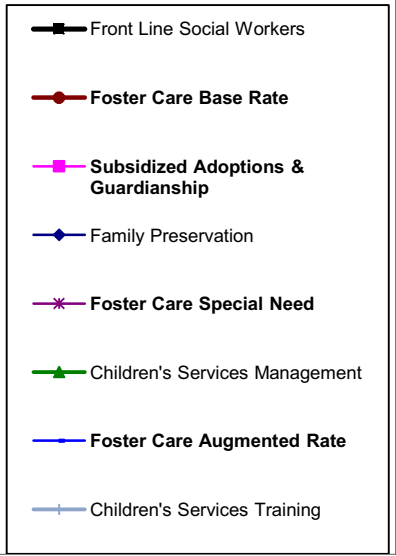 Front Line Social Workers
Foster Care Base Rate
Subsidized Adoptions &
Guardianship
Family Preservation
Foster Care Special Need
Children's Services Management
Foster Care Augmented Rate
Children's Services Training